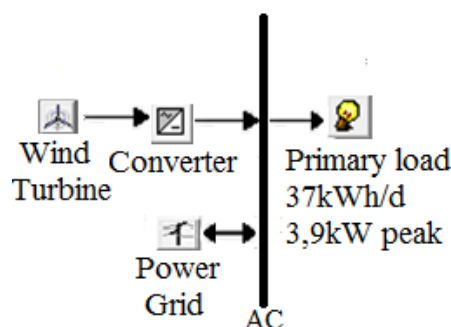 Wind
Turbine
Converter
Primary load
37kWh/d
3,9kW peak
Power
Grid
AC